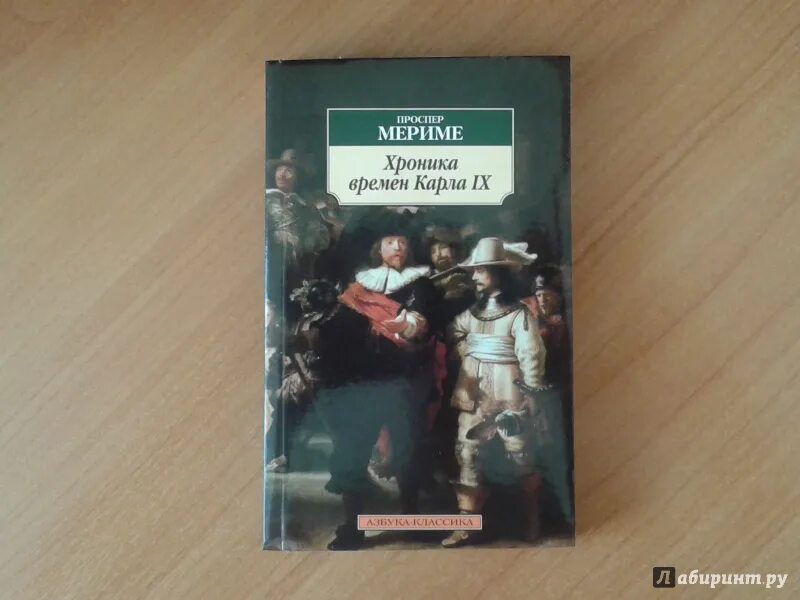 ПРОСПЕР
МЕРИМЕ
Хроника
времен Карла IX
АЗБУКА-КЛАССИКА
Лабиринт.ру